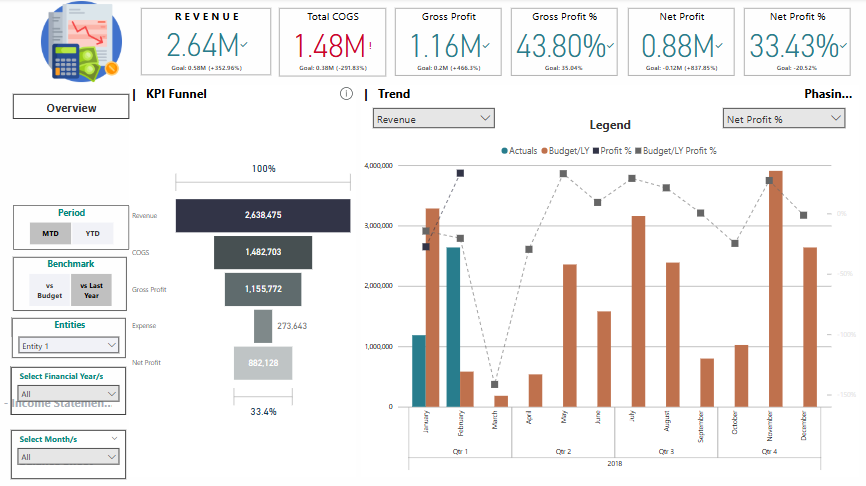 REVENUE
2.64M✓
Goal: 0.58M (+352.96%)
Total COGS
1.48M!
Goal: 0.38M (-291.83%)
Gross Profit
1.16M✓
Goal: 0.2M (+466.3%)
Gross Profit %
43.80%✓
Goal: 35.04%
Net Profit
0.88M✓
Goal: -0.12M (+837.85%)
Net Profit %
33.43%✓
Goal: -20.52%
Overview
KPI Funnel
Trend
Phasin...
Revenue
Net Profit %
Legend
Actuals Budget/LY Profit % Budget/LY Profit %
Period
MTD YTD
Benchmark
vs Budget
vs Last Year
Entities
Entity 1
Select Financial Year/s
All
- Income Statemen...
Select Month/s
All
100%
Revenue 2,638,475
COGS 1,482,703
Gross Profit 1,155,772
Expense 273,643
Net Profit 882,128
33.4%
4,000,000
3,000,000
2,000,000
1,000,000
0
0%
-50%
-100%
-150%
January
February
March
April
May
June
July
August
September
October
November
December
Qtr 1 Qtr 2 Qtr 3 Qtr 4
2018